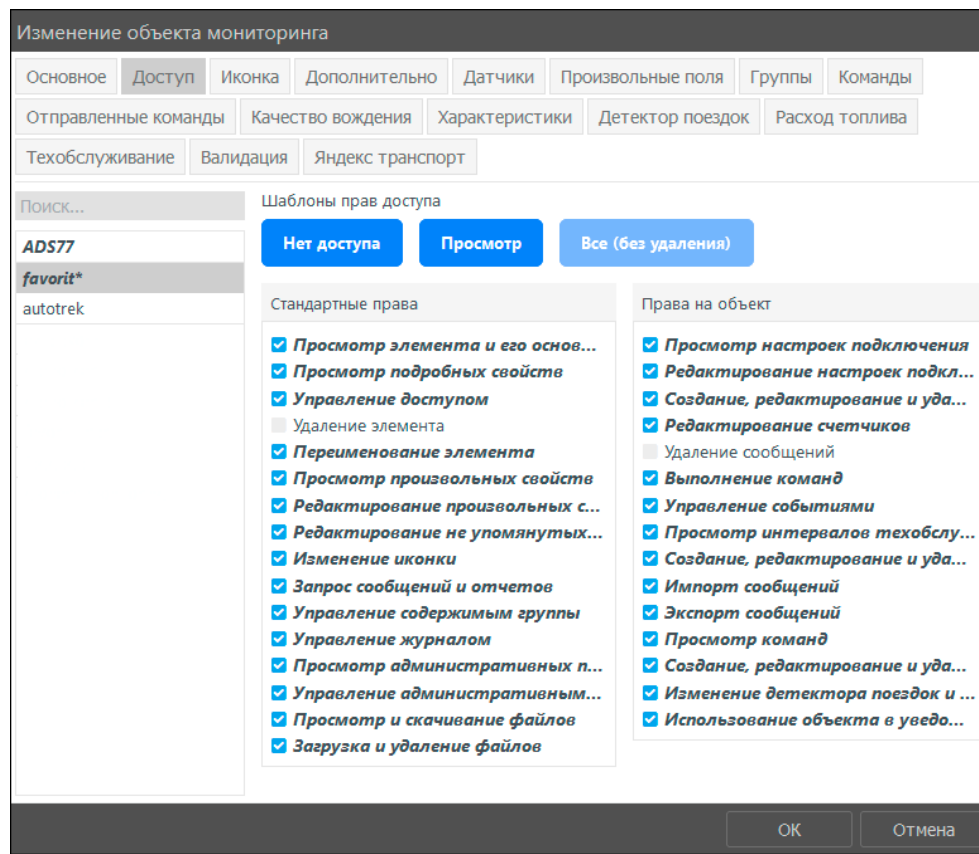 Изменение объекта мониторинга
Основное Доступ Иконка Дополнительно Датчики Произвольные поля Группы Команды
Отправленные команды Качество вождения Характеристики Детектор поездок Расход топлива
Техобслуживание Валидация Яндекс транспорт
Поиск...
ADS77
favorit*
autotrek
Шаблоны прав доступа
Нет доступа Просмотр Все (без удаления)
Стандартные права
Просмотр элемента и его основ...
Просмотр подробных свойств
Управление доступом
Удаление элемента
Переименование элемента
Просмотр произвольных свойств
Редактирование произвольных с...
Редактирование не упомянутых...
Изменение иконки
Запрос сообщений и отчетов
Управление содержимым группы
Управление журналом
Просмотр административных п...
Управление административным...
Просмотр и скачивание файлов
Загрузка и удаление файлов
Права на объект
Просмотр настроек подключения
Редактирование настроек подкл...
Создание, редактирование и уда...
Редактирование счетчиков
Удаление сообщений
Выполнение команд
Управление событиями
Просмотр интервалов техобслу...
Создание, редактирование и уда...
Импорт сообщений
Экспорт сообщений
Просмотр команд
Создание, редактирование и уда...
Изменение детектора поездок и ...
Использование объекта в уведо...
ОК Отмена